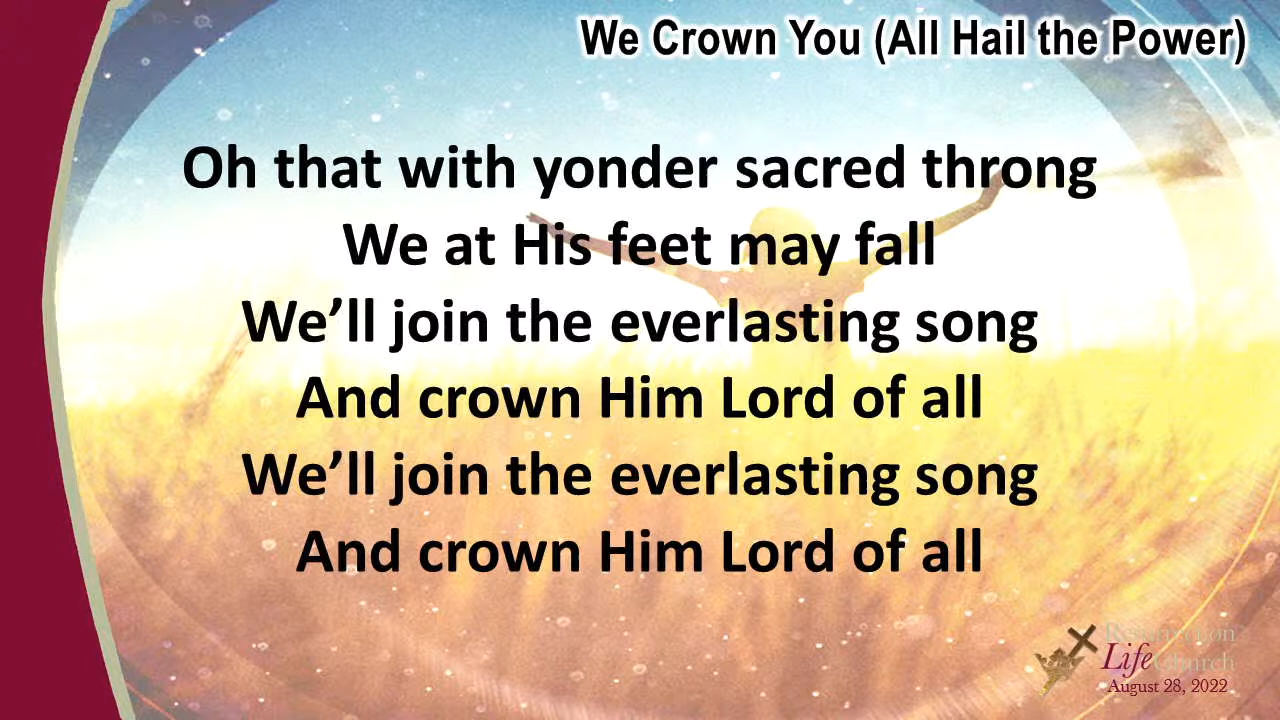 We Crown You (All Hail the Power)
Oh that with yonder sacred throng
We at His feet may fall
We’ll join the everlasting song
And crown Him Lord of all
We’ll join the everlasting song
And crown Him Lord of all
Resurrection
Life Church
August 28, 2022